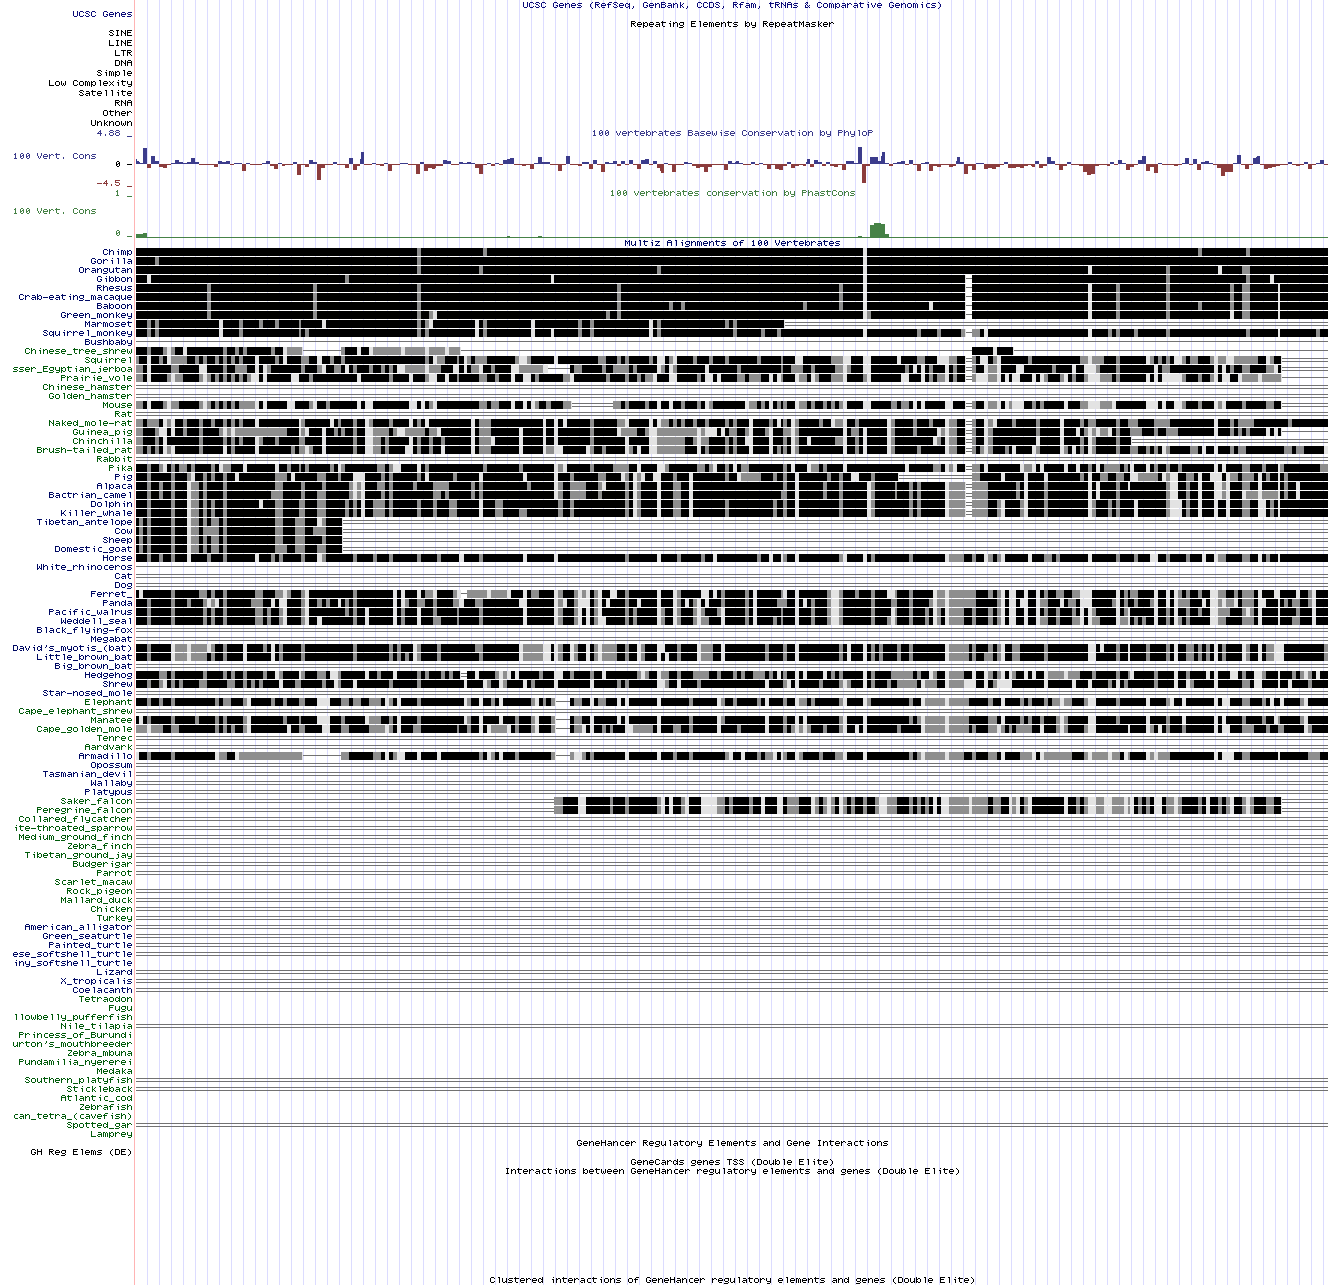 UCSC Genes (RefSeq, GenBank, CCDS, Rfam, tRNAs & Comparative Genomics)
UCSC Genes
Repeating Elements by RepeatMasker
SINE
LINE
LTR
DNA
Simple
Low Complexity
Satellite
RNA
Other
Unknown
4.88 _
100 vertebrates Basewise Conservation by PhyloP
100 Vert. Cons
0 _
-4.5 _
100 vertebrates conservation by PhastCons
1 _
100 Vert. Cons
0 _
Multiz Alignments of 100 Vertebrates
Chimp
Gorilla
Orangutan
Gibbon
Rhesus
Crab-eating_macaque
Baboon
Green_monkey
Marmoset
Squirrel_monkey
Bushbaby
Chinese_tree_shrew
Squirrel
sser_Egyptian_jerboa
Prairie_vole
Chinese_hamster
Golden_hamster
Mouse
Rat
Naked_mole-rat
Guinea_pig
Chinchilla
Brush-tailed_rat
Rabbit
Pika
Pig
Alpaca
Bactrian_camel
Dolphin
Killer_whale
Tibetan_antelope
Cow
Sheep
Domestic_goat
Horse
White_rhinoceros
Cat
Dog
Ferret_
Panda
Pacific_walrus
Weddell_seal
Black_flying-fox
Megabat
David's_myotis_(bat)
Little_brown_bat
Big_brown_bat
Hedgehog
Shrew
Star-nosed_mole
Elephant
Cape_elephant_shrew
Manatee
Cape_golden_mole
Tenrec
Aardvark
Armadillo
Opossum
Tasmanian_devil
Wallaby
Platypus
Saker_falcon
Peregrine_falcon
Collared_flycatcher
ite-throated_sparrow
Medium_ground_finch
Zebra_finch
Tibetan_ground_jay
Budgerigar
Parrot
Scarlet_macaw
Rock_pigeon
Mallard_duck
Chicken
Turkey
American_alligator
Green_seaturtle
Painted_turtle
ese_softshell_turtle
iny_softshell_turtle
Lizard
X_tropicalis
Coelacanth
Tetraodon
Fugu
llowbelly_pufferfish
Nile_tilapia
Princess_of_Burundi
urton's_mouthbreeder
Zebra_mbuna
Pundamilia_nyererei
Medaka
Southern_platyfish
Stickleback
Atlantic_cod
Zebrafish
can_tetra_(cavefish)
Spotted_gar
Lamprey
GeneHancer Regulatory Elements and Gene Interactions
GH Reg Elems (DE)
GeneCards genes TSS (Double Elite)
Interactions between GeneHancer regulatory elements and genes (Double Elite)
Clustered interactions of GeneHancer regulatory elements and genes (Double Elite)